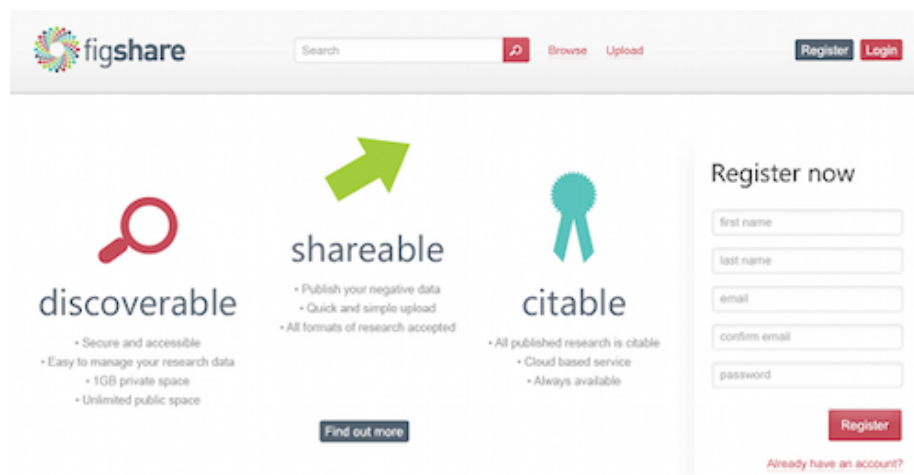 figshare
Search
Browse
Upload
Register
Login
discoverable
• Secure and accessible
• Easy to manage your research data
• 1GB private space
• Unlimited public space
shareable
• Publish your negative data
• Quick and simple upload
• All formats of research accepted
Find out more
citable
• All published research is citable
• Cloud based service
• Always available
Register now
first name
last name
email
confirm email
password
Register
Already have an account?